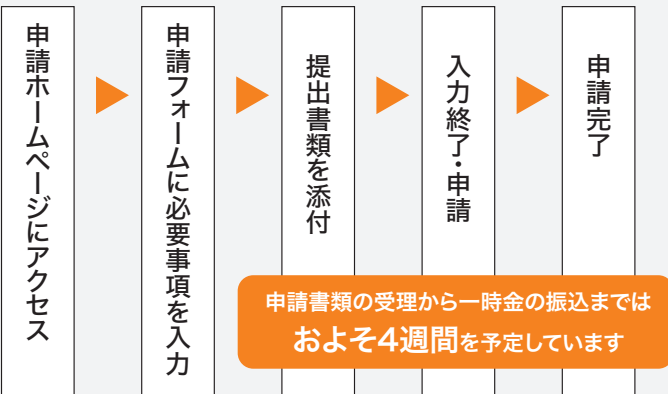 申請ホームページにアクセス
申請フォームに必要事項を入力
提出書類を添付
入力終了・申請
申請完了
申請書類の受理から一時金の振込までは
およそ4週間を予定しています